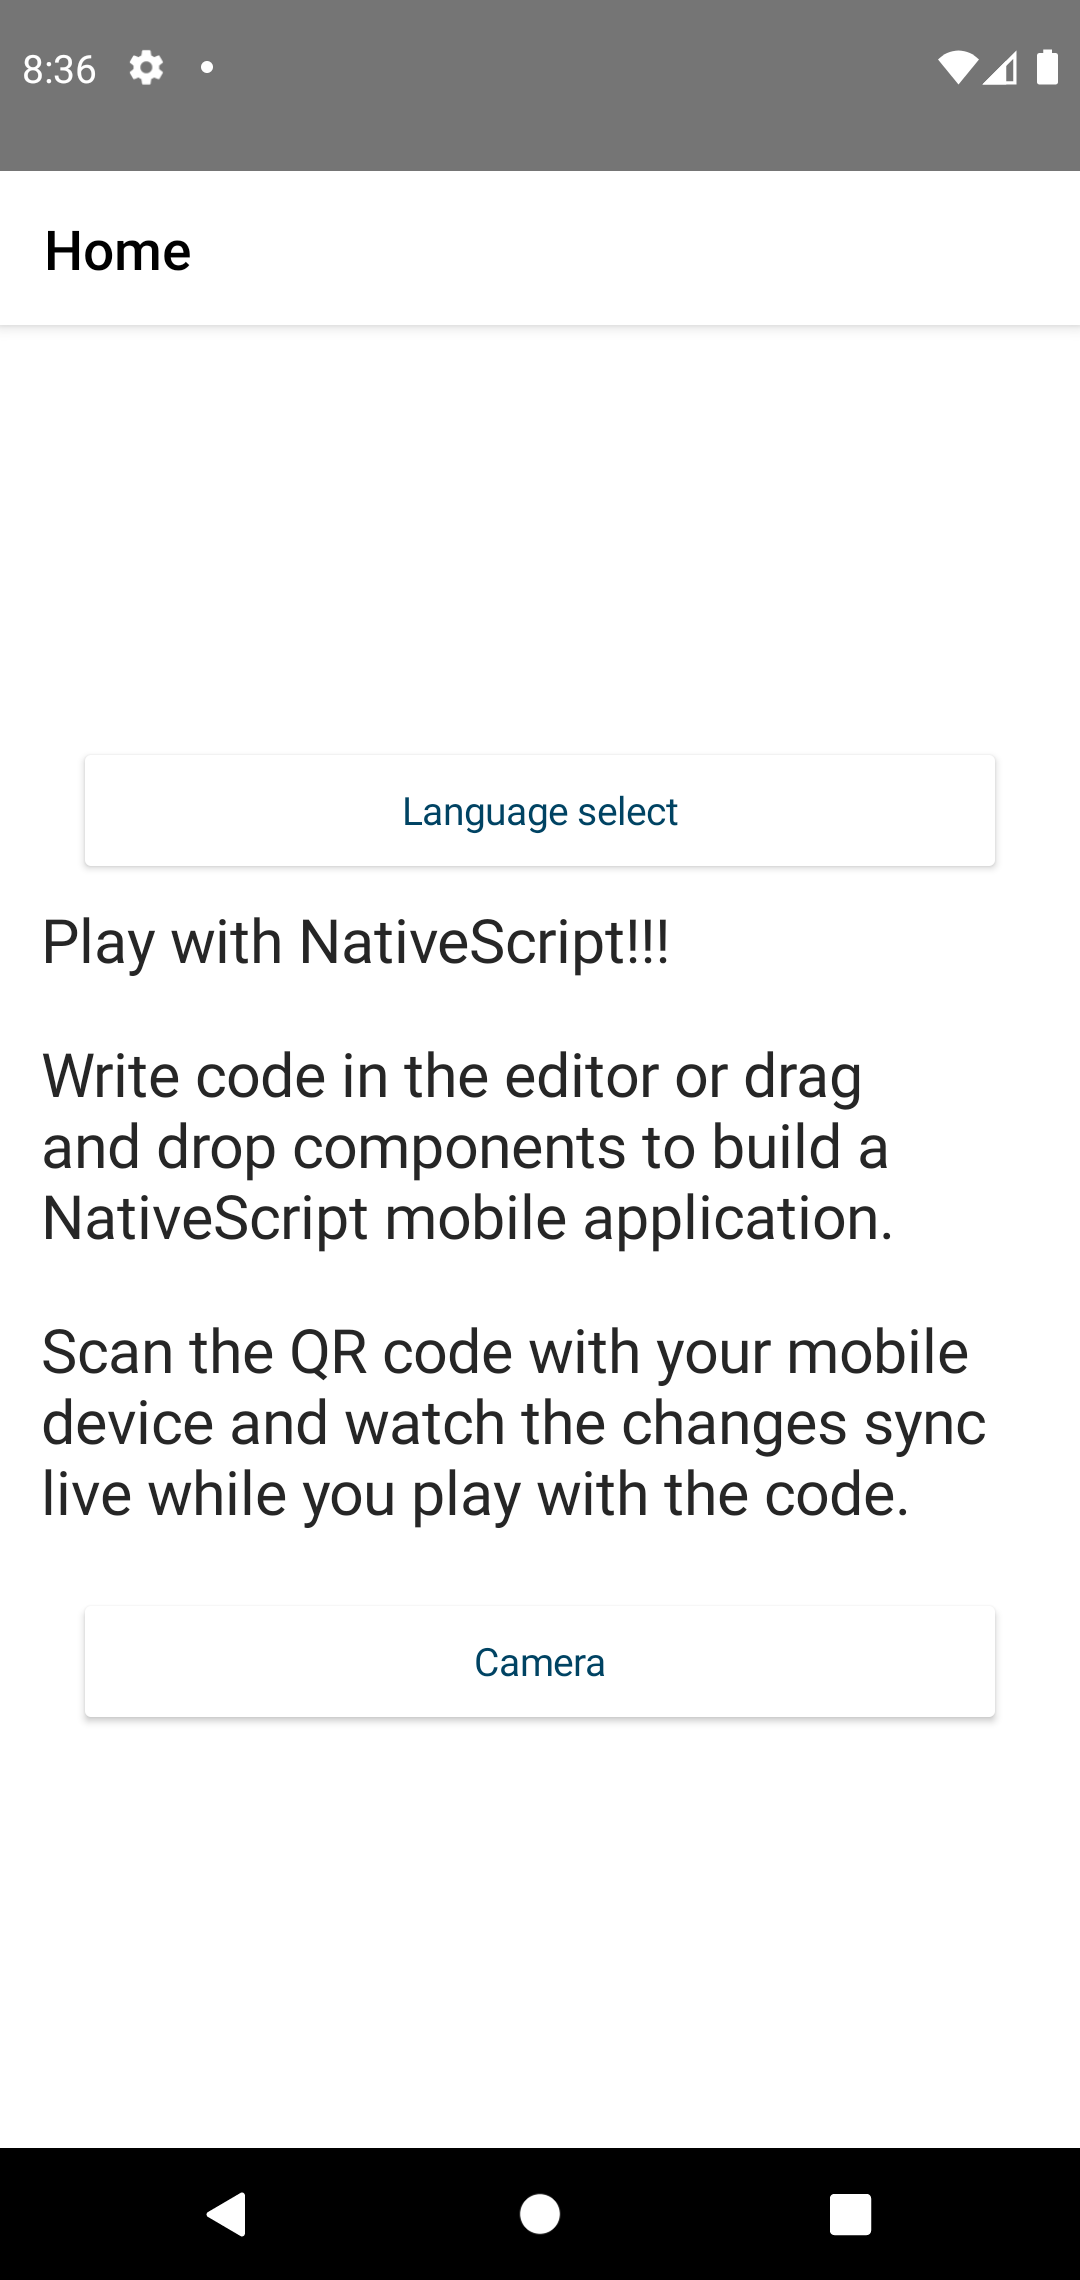 8:36
Home
Language select
Play with NativeScript!!!
Write code in the editor or drag
and drop components to build a
NativeScript mobile application.
Scan the QR code with your mobile
device and watch the changes sync
live while you play with the code.
Camera